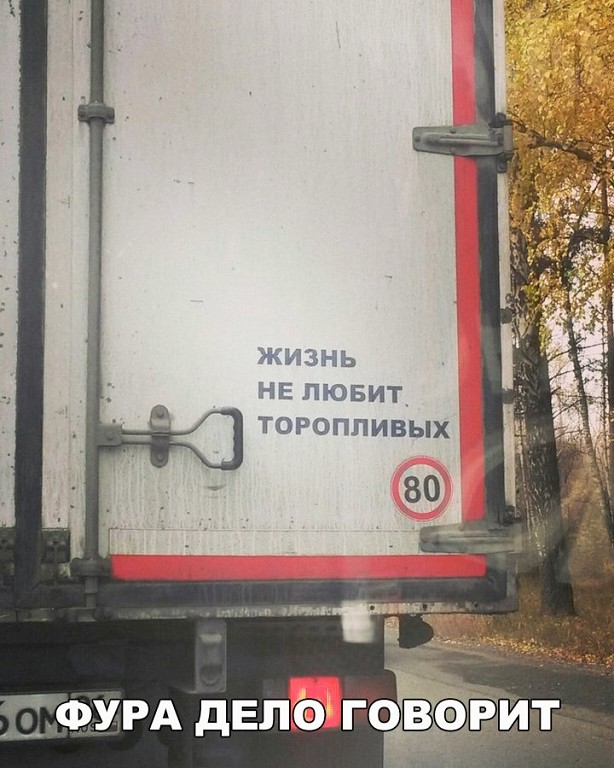 ЖИЗНЬ
НЕ ЛЮБИТ
ТОРОПЛИВЫХ
80
ФУРА ДЕЛО ГОВОРИТ